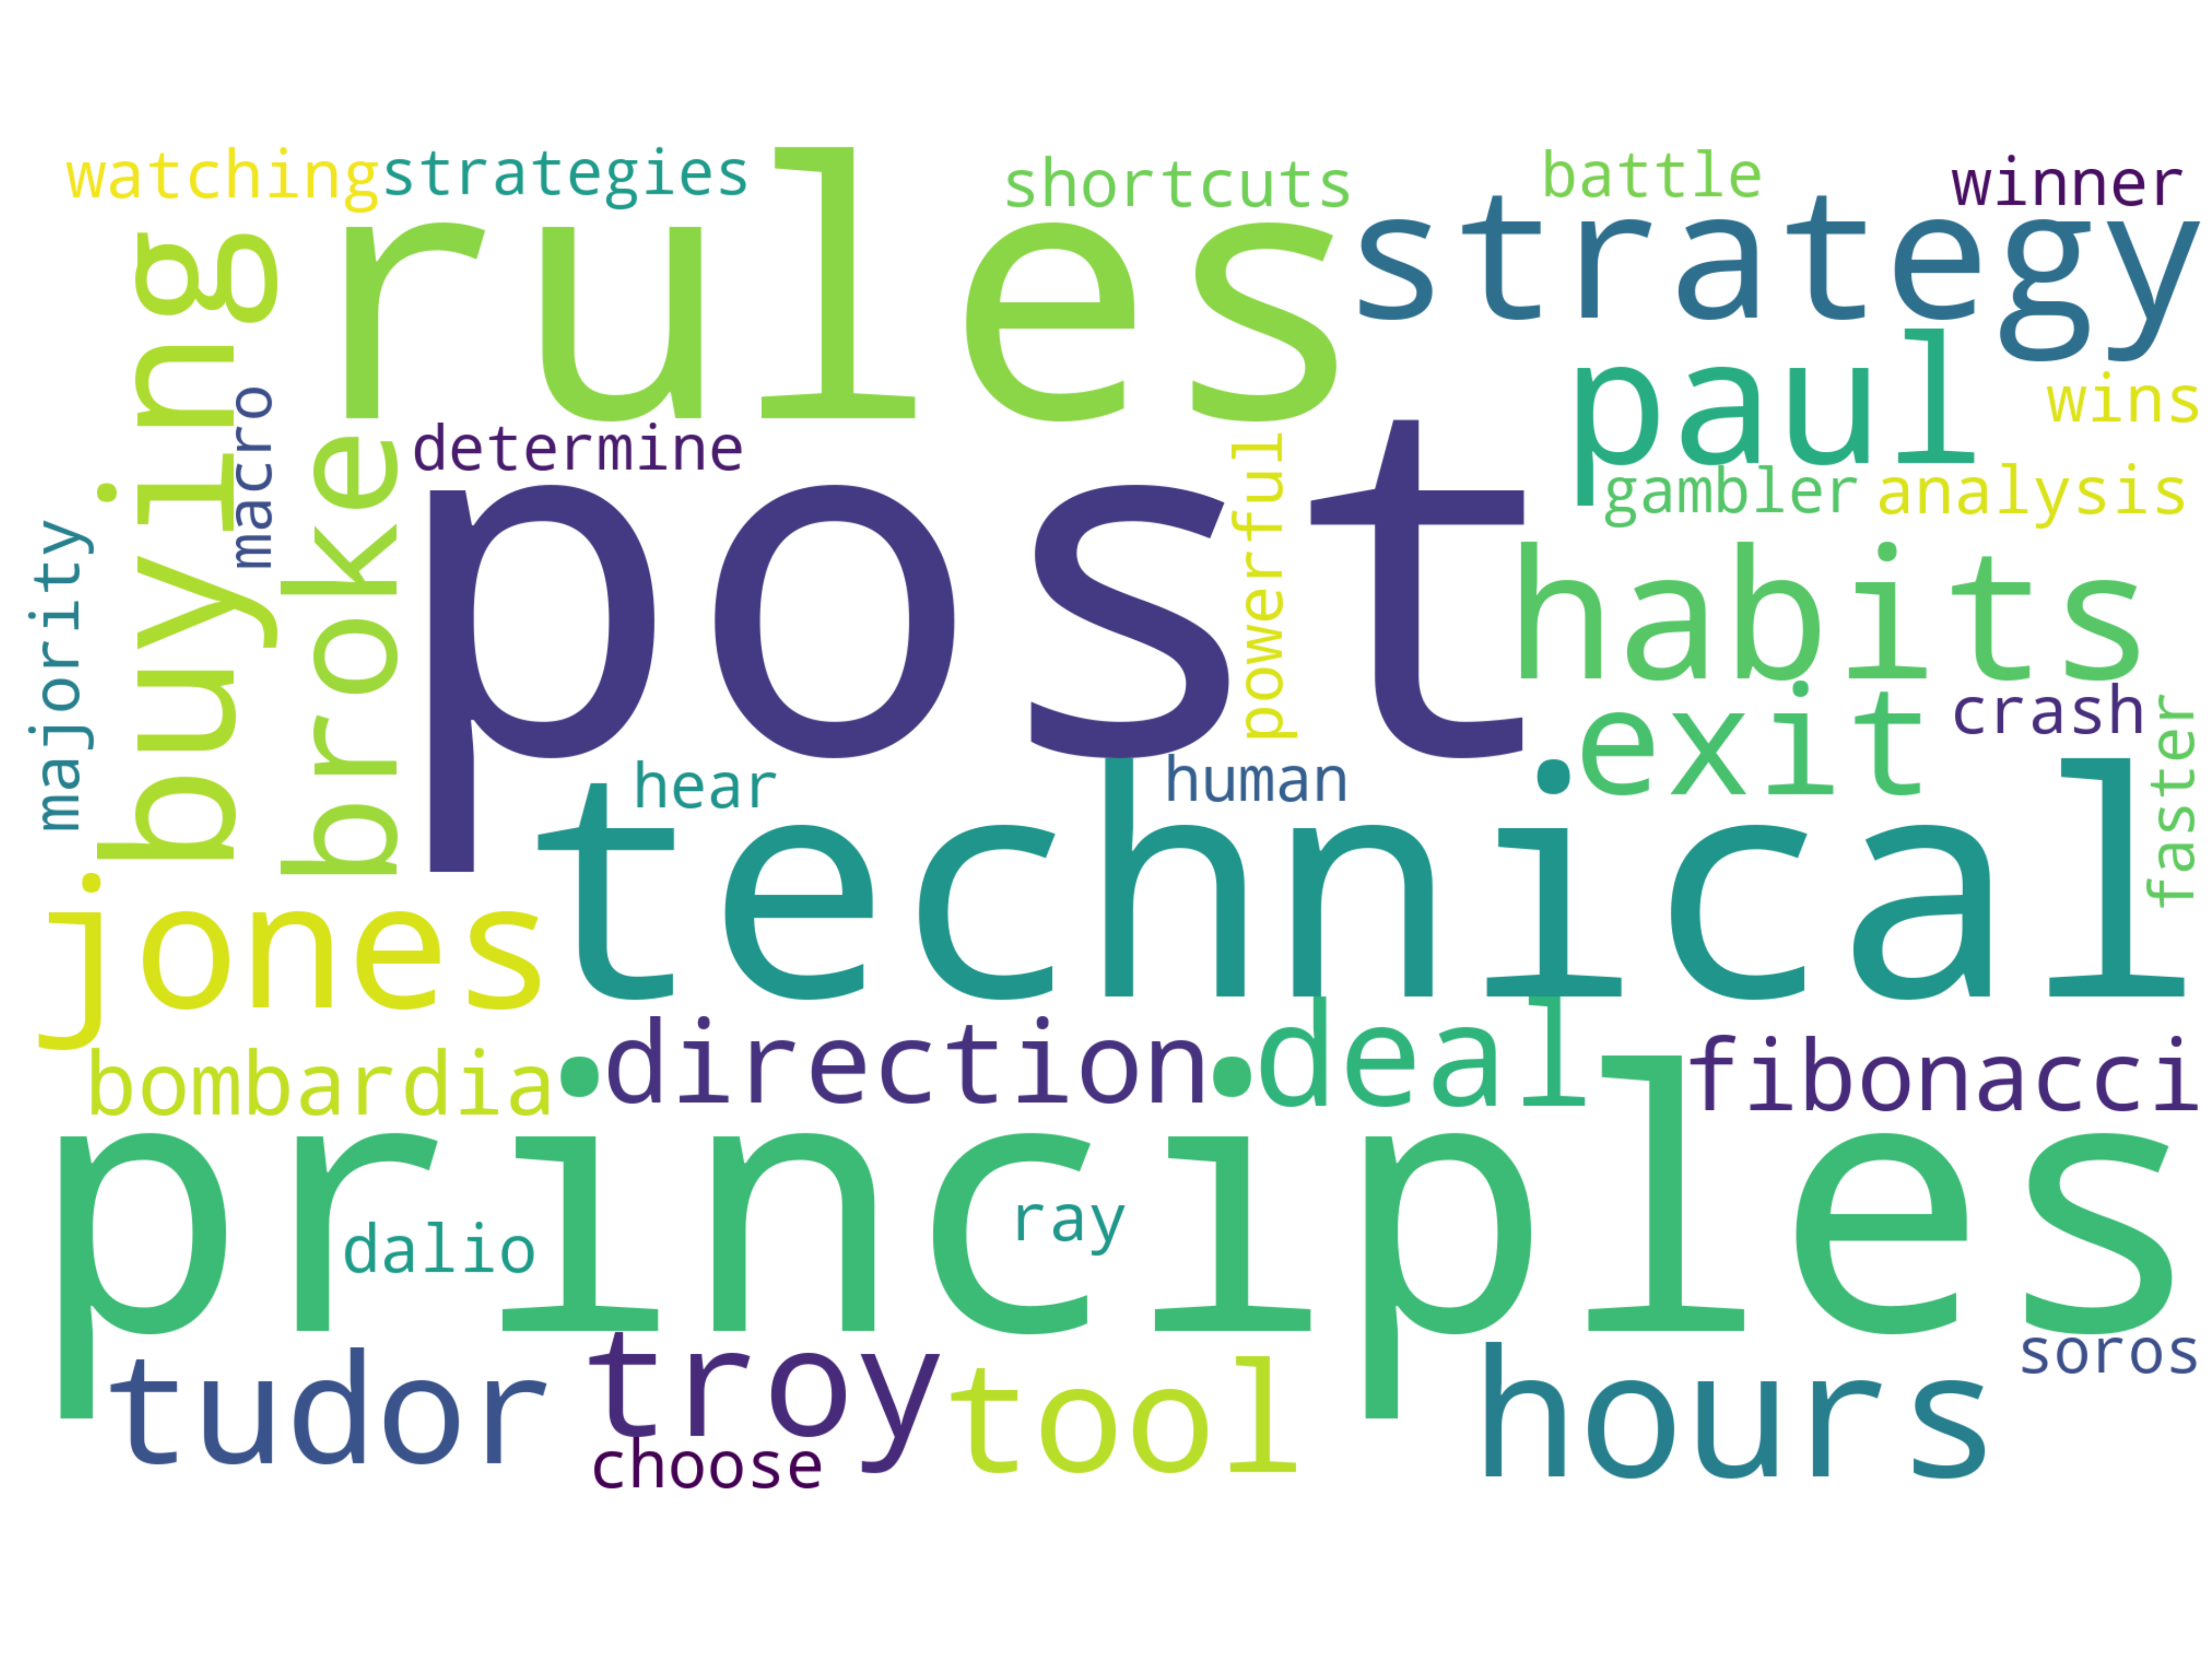 watching
strategies
shortcuts
battle
winner
rules
strategy
buying
macro
broke
determine
post
powerful
paul
wins
gambler
analysis
majority
habits
exit
crash
faster
hear
human
technical
jones
bombardia
direction
deal
fibonacci
principles
dalio
ray
tudor
troy
tool
hours
soros
choose